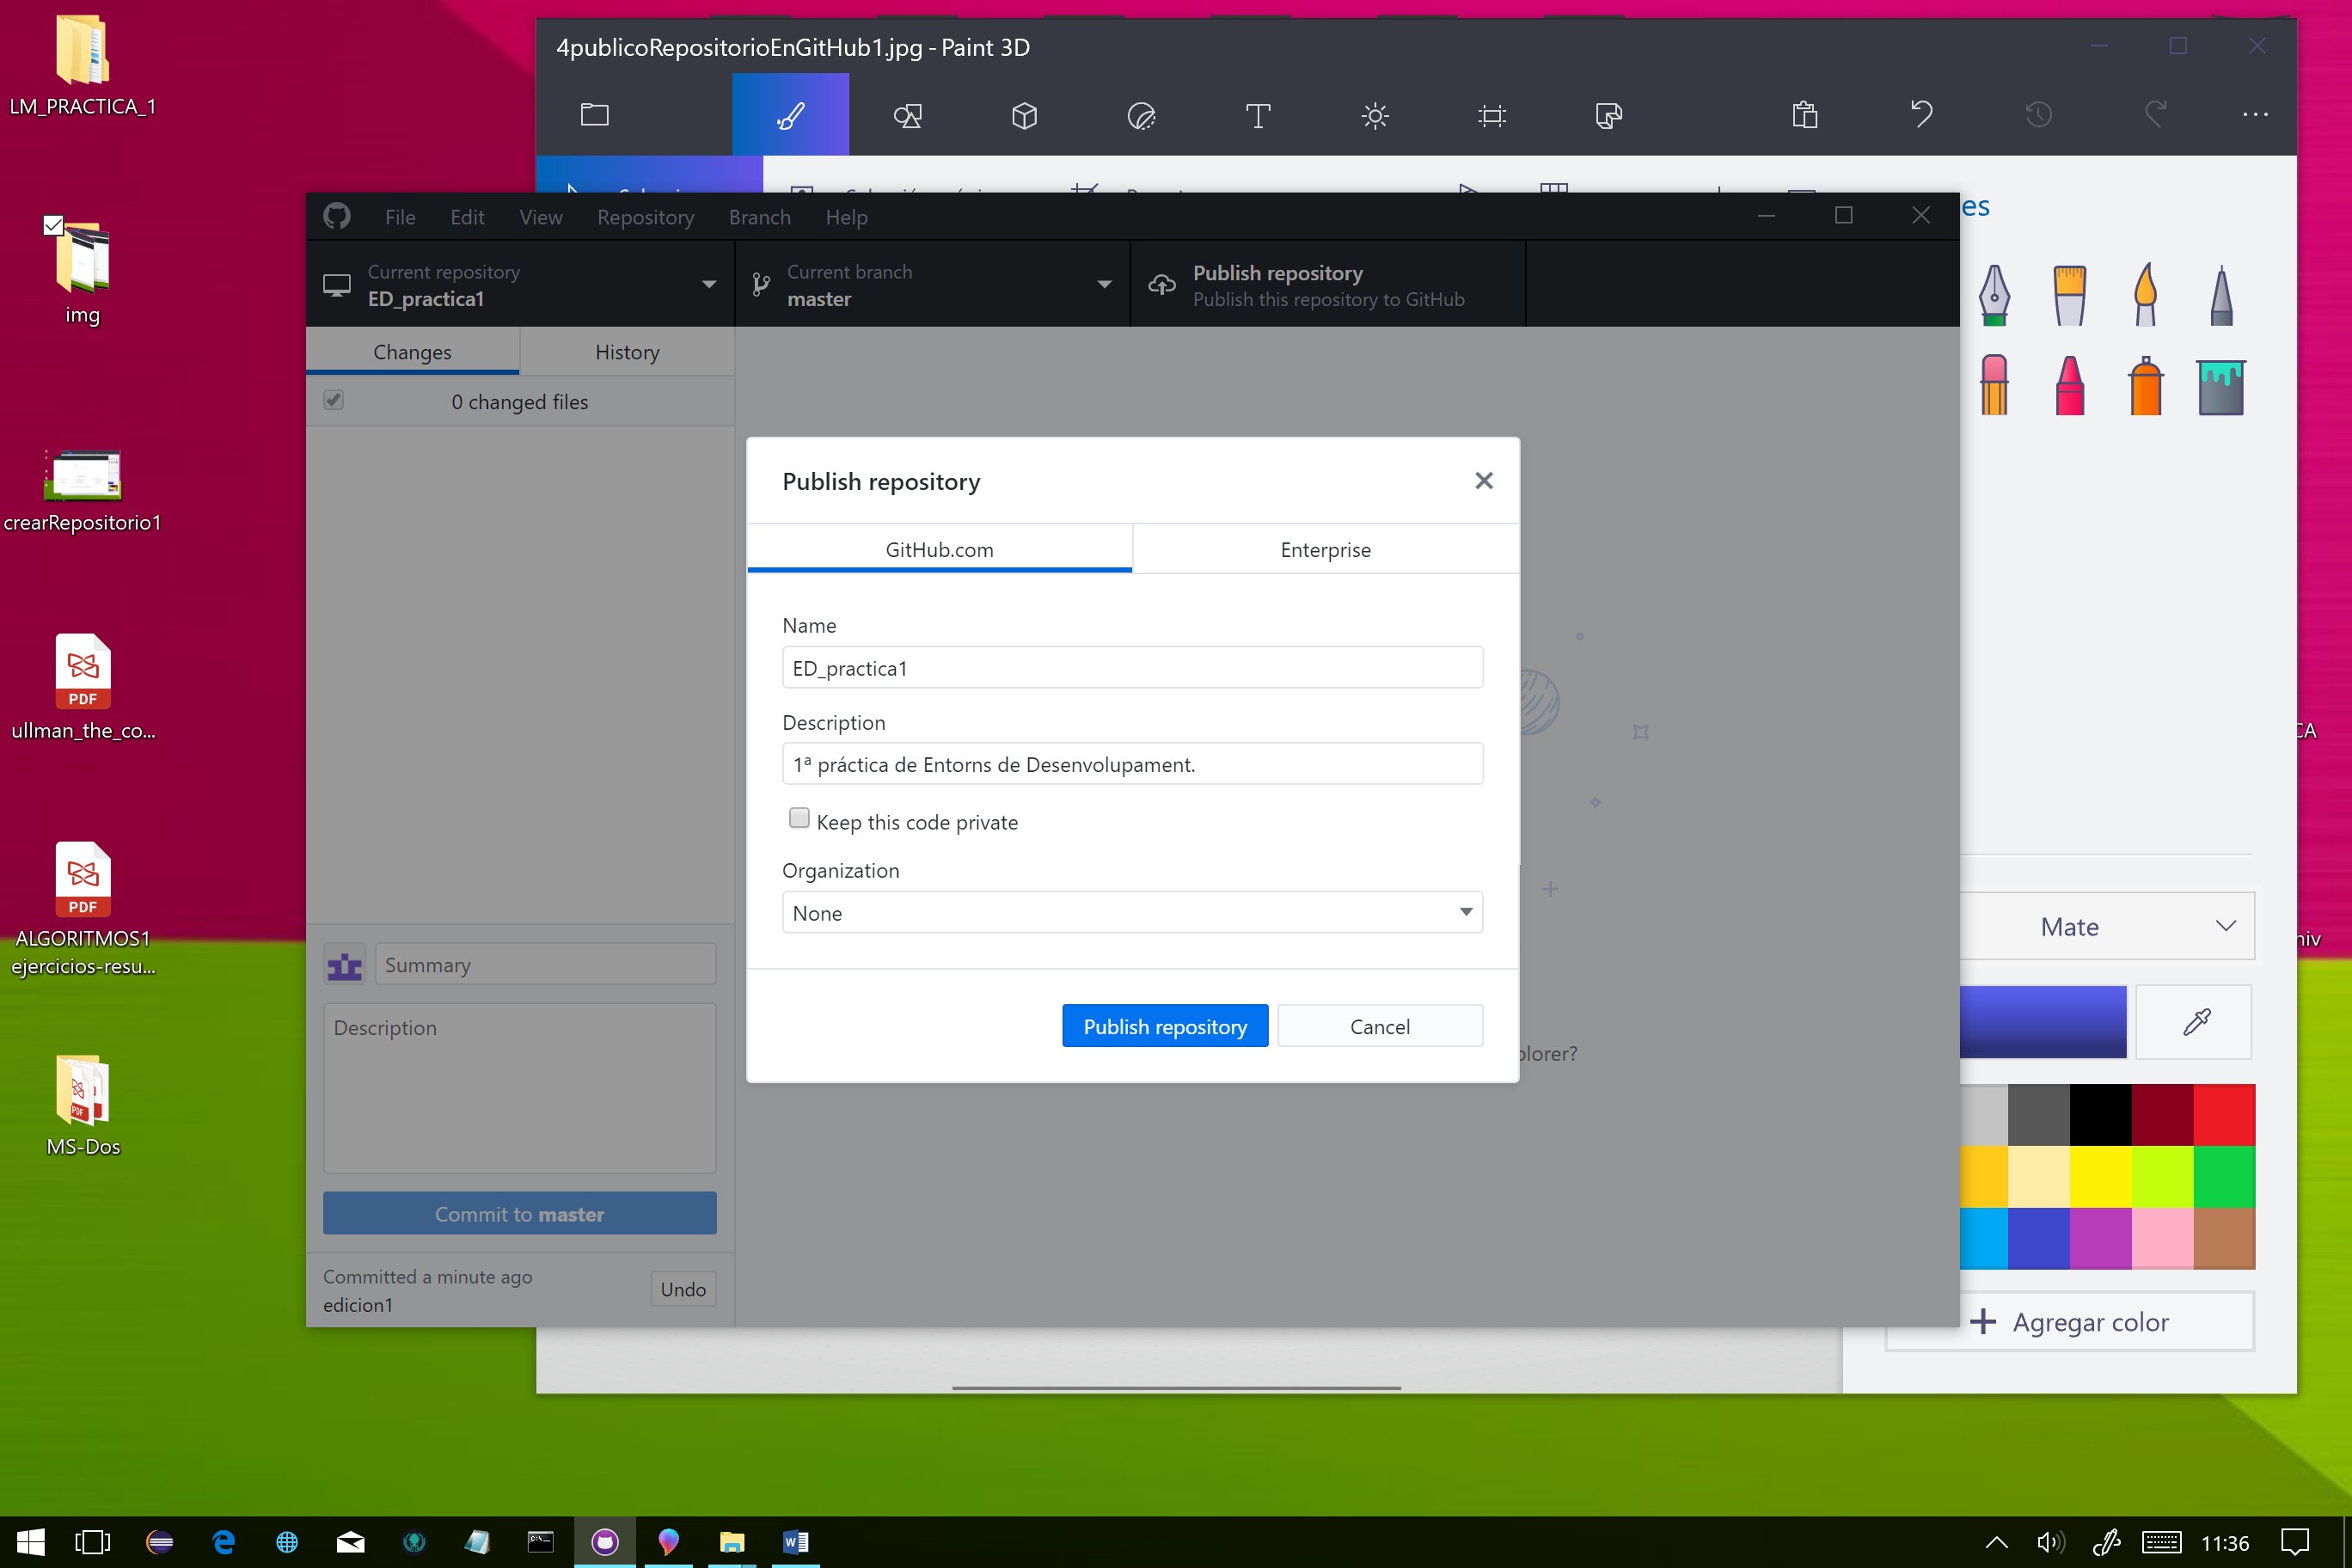 LM_PRACTICA_1
img
crearRepositorio1
PDF
ullman_the_co...
PDF
ALGORITMOS1
ejercicios-resu...
PDF
MS-Dos
4publicoRepositorioEnGitHub1.jpg - Paint 3D
es
Mate
Agregar color
File Edit View Repository Branch Help
Current repository
ED_practica1
Current branch
master
Publish repository
Publish this repository to GitHub
Changes
History
0 changed files
Summary
Description
Commit to master
Committed a minute ago
edicion1
Undo
Publish repository
GitHub.com
Enterprise
Name
ED_practica1
Description
1ª práctica de Entorns de Desenvolupament.
Keep this code private
Organization
None
Publish repository
Cancel
plorer?
CA
hiv
11:36